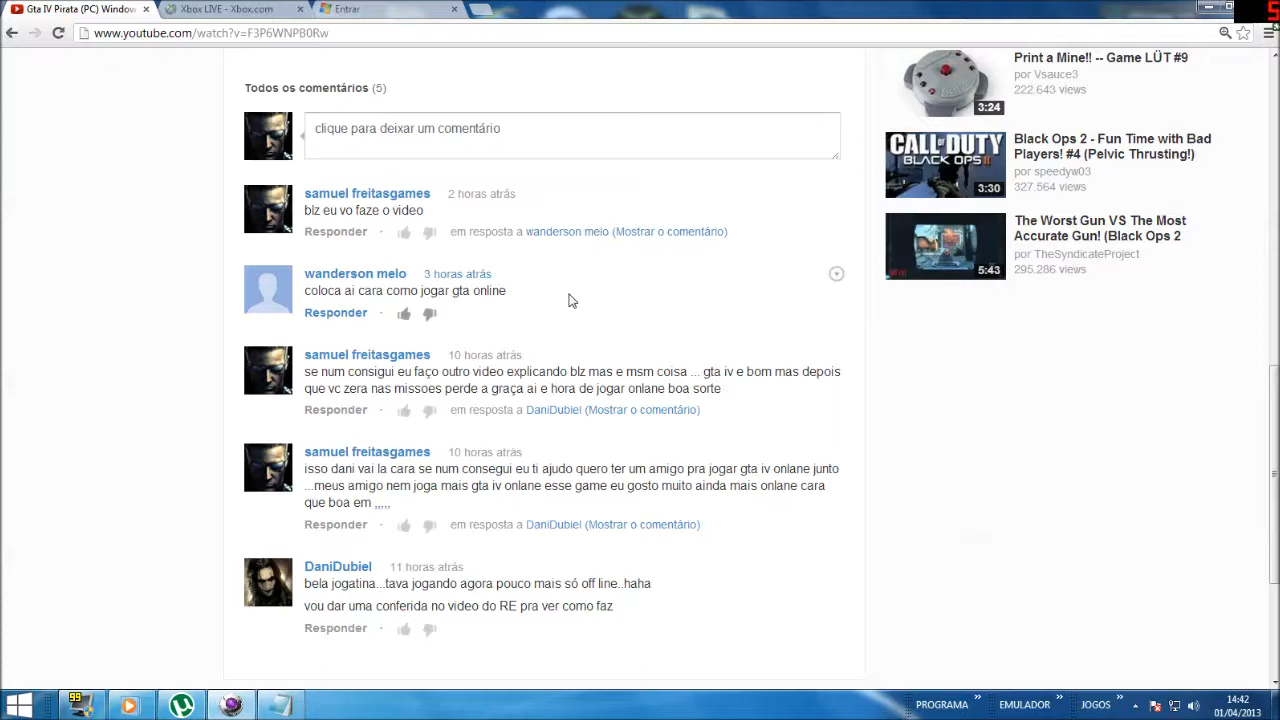 Gta IV Pirata (PC) Window
Xbox LIVE - Xbox.com
Entrar
www.youtube.com/watch?v=F3P6WNPB0Rw
Todos os comentários (5)
clique para deixar um comentário
samuel freitasgames 2 horas atrás
blz eu vo faze o video
Responder · em resposta a wanderson melo (Mostrar o comentário)
wanderson melo 3 horas atrás
coloca ai cara como jogar gta online
Responder ·
samuel freitasgames 10 horas atrás
se num consigui eu faço outro video explicando blz mas e msm coisa ... gta iv e bom mas depois
que vc zera nas missoes perde a graça ai e hora de jogar onlane boa sorte
Responder · em resposta a DaniDubiel (Mostrar o comentário)
samuel freitasgames 10 horas atrás
isso dani vai la cara se num consegui eu ti ajudo quero ter um amigo pra jogar gta iv onlane junto
...meus amigo nem joga mais gta iv onlane esse game eu gosto muito ainda mais onlane cara
que boa em ,,,,,
Responder · em resposta a DaniDubiel (Mostrar o comentário)
DaniDubiel 11 horas atrás
bela jogatina...tava jogando agora pouco mais só off line..haha
vou dar uma conferida no video do RE pra ver como faz
Responder ·
Print a Mine!! -- Game LÜT #9
por Vsauce3
222.643 views
3:24
Black Ops 2 - Fun Time with Bad
Players! #4 (Pelvic Thrusting!)
por speedyw03
327.564 views
CALL OF DUTY
BLACK OPS II
3:30
The Worst Gun VS The Most
Accurate Gun! (Black Ops 2
por TheSyndicateProject
295.286 views
5:43
99
PROGRAMA
EMULADOR
JOGOS
14:42
01/04/2013